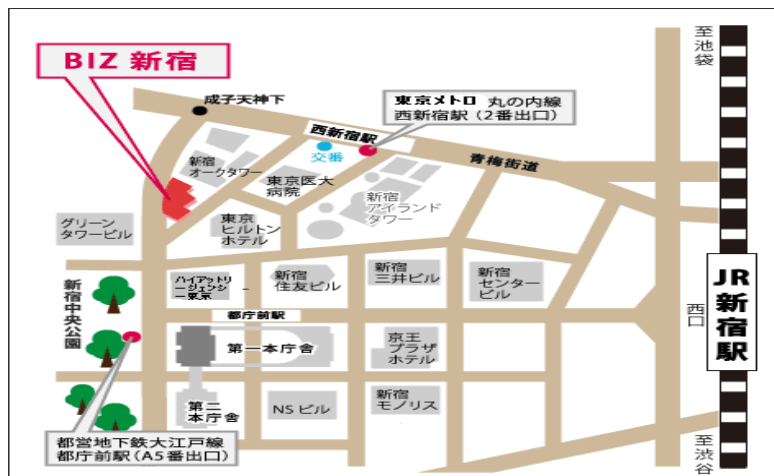 至池袋
BIZ 新宿
成子天神下
東京メトロ 丸の内線
西新宿駅（2番出口）
西新宿駅
交番
青梅街道
新宿
オークタワー
東京医大
病院
新宿
アイランド
タワー
グリーン
タワービル
東京
ヒルトン
ホテル
ハイアットリ
ージェンシ
ー東京
新宿
住友ビル
新宿
三井ビル
新宿
センター
ビル
JR新宿駅
西口
新宿中央公園
都庁前駅
第一本庁舎
京王
プラザ
ホテル
第二
本庁舎
NSビル
新宿
モノリス
都営地下鉄大江戸線
都庁前駅（A5番出口）
至渋谷